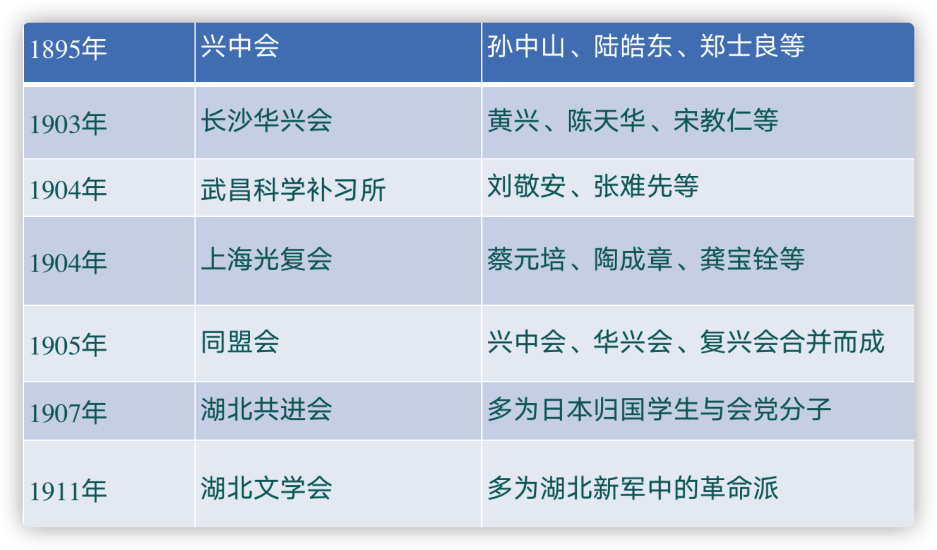 1895年 兴中会 孙中山、陆皓东、郑士良等
1903年 长沙华兴会 黄兴、陈天华、宋教仁等
1904年 武昌科学补习所 刘敬安、张难先等
1904年 上海光复会 蔡元培、陶成章、龚宝铨等
1905年 同盟会 兴中会、华兴会、复兴会合并而成
1907年 湖北共进会 多为日本归国学生与会党分子
1911年 湖北文学会 多为湖北新军中的革命派